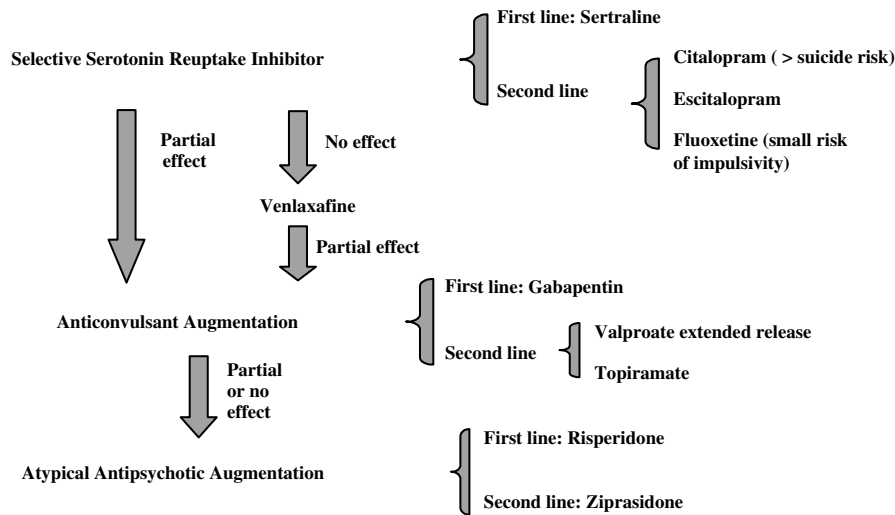 First line: Sertraline
Selective Serotonin Reuptake Inhibitor
Citalopram ( > suicide risk)
Second line
Escitalopram
Fluoxetine (small risk
of impulsivity)
Partial
effect
No effect
Venlaxafine
Partial effect
First line: Gabapentin
Anticonvulsant Augmentation
Valproate extended release
Second line
Topiramate
Partial
or no
effect
First line: Risperidone
Atypical Antipsychotic Augmentation
Second line: Ziprasidone